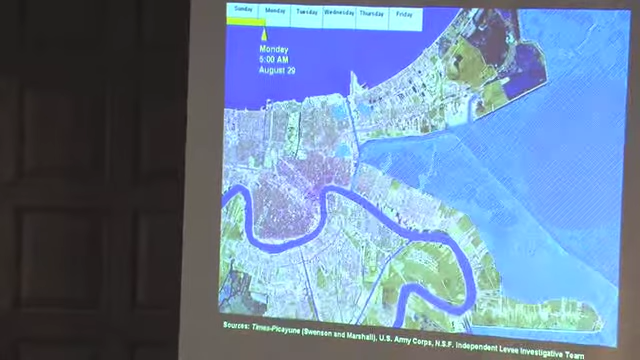 Sunday Monday Tuesday Wednesday Thursday Friday
Monday
5:00 AM
August 29
Sources: Times-Picayune (Swenson and Marshall), U.S. Army Corps, N.S.F. Independent Levee Investigative Team